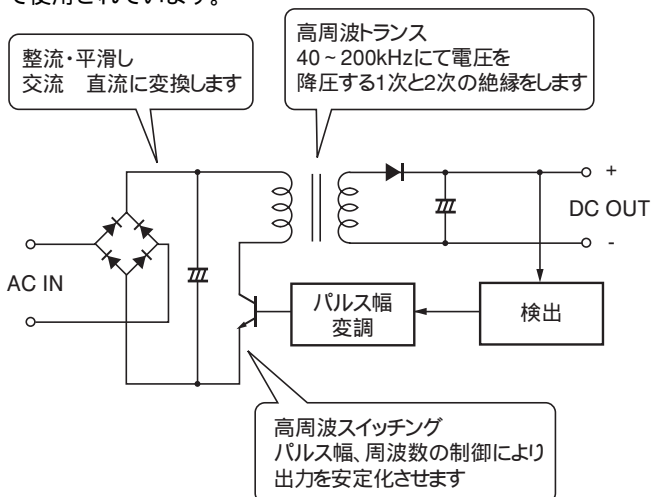 で使用されています。
整流・平滑し
交流　直流に変換します
高周波トランス
40~200kHzにて電圧を
降圧する1次と2次の絶縁をします
+
DC OUT
-
AC IN
パルス幅
変調
検出
高周波スイッチング
パルス幅、周波数の制御により
出力を安定化させます